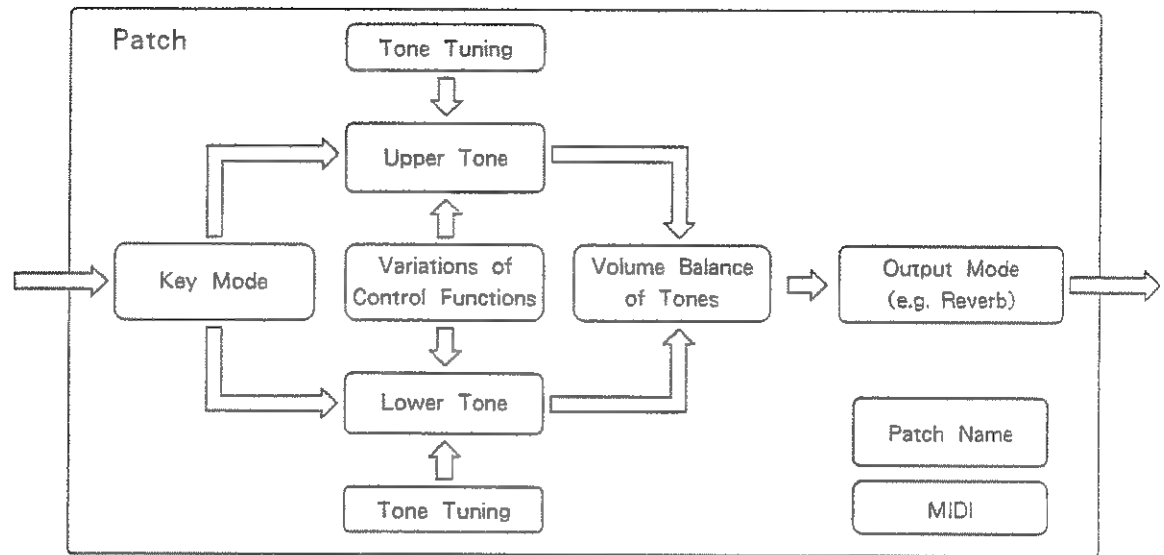 Patch
Tone Tuning
Upper Tone
Key Mode
Variations of
Control Functions
Volume Balance
of Tones
Output Mode
(e.g. Reverb)
Lower Tone
Patch Name
Tone Tuning
MIDI